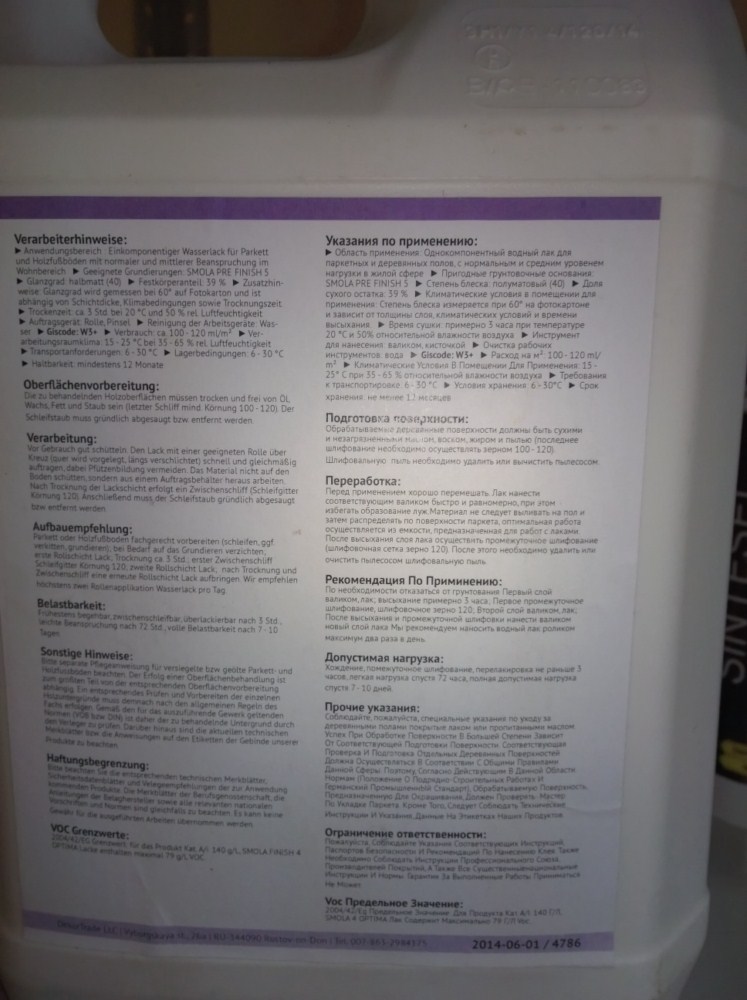 Verarbeiterhinweise:
► Anwendungsbereich : Einkomponentiger Wasserlack für Parkett
und Holzfußböden mit normaler und mittlerer Beanspruchung im
Wohnbereich ► Geeignete Grundierungen: SMOLA PRE FINISH 5
► Glanzgrad: halbmatt (40) ► Festkörperanteil: 39 % ► Zusatzhin-
weise: Glanzgrad wird gemessen bei 60° auf Fotokarton und ist
abhängig von Schichtdicke, Klimabedingungen sowie Trocknungszeit
► Trockenzeit: ca. 3 Std. bei 20 °C und 50 % rel. Luftfeuchtigkeit
► Auftragsgerät: Rolle, Pinsel ► Reinigung der Arbeitsgeräte: Was-
ser ► Giscode: W3+ ► Verbrauch: ca. 100 - 120 ml/m² ► Ver-
arbeitungsraumklima: 15 - 25 °C bei 35 - 65 % rel. Luftfeuchtigkeit
► Transportanforderungen: 6 - 30 °C ► Lagerbedingungen: 6 - 30 °C
► Haltbarkeit: mindestens 12 Monate
Oberflächenvorbereitung:
Die zu behandelnden Holzoberflächen müssen trocken und frei von Öl,
Wachs, Fett und Staub sein (letzter Schliff mind. Körnung 100 - 120). Der
Schleifstaub muss gründlich abgesaugt bzw. entfernt werden.
Verarbeitung:
Vor Gebrauch gut schütteln. Den Lack mit einer geeigneten Rolle über
Kreuz (quer wird vorgelegt, längs verschlichtet) schnell und gleichmäßig
auftragen, dabei Pfützenbildung vermeiden. Das Material nicht auf den
Boden schütten, sondern aus einem Auftragsbehälter heraus arbeiten.
Nach Trocknung der Lackschicht erfolgt ein Zwischenschliff (Schleifgitter
Körnung 120). Anschließend muss der Schleifstaub gründlich abgesaugt
bzw. entfernt werden.
Aufbauempfehlung:
Parkett oder Holzfußboden fachgerecht vorbereiten (schleifen, ggf.
verkitten, grundieren), bei Bedarf auf das Grundieren verzichten,
erste Rollschicht Lack, Trocknung ca. 3 Std.; erster Zwischenschliff
Schleifgitter Körnung 120; zweite Rollschicht Lack, nach Trocknung und
Zwischenschliff eine erneute Rollschicht Lack aufbringen. Wir empfehlen
höchstens zwei Rollenapplikation Wasserlack pro Tag.
Belastbarkeit:
Frühestens begehbar, zwischenschleifbar, überlackierbar nach 3 Std.,
leichte Beanspruchung nach 72 Std., volle Belastbarkeit nach 7 - 10
Tagen
Sonstige Hinweise:
Bitte separate Pflegeanweisung für versiegelte bzw. geölte Parkett- und
Holzfußböden beachten. Der Erfolg einer Oberflächenbehandlung ist
zum großen Teil von der entsprechenden Oberflächenvorbereitung
abhängig. Ein entsprechendes Prüfen und Vorbereiten der einzelnen
Holzuntergründe muss demnach nach den allgemeinen Regeln des
Fachs erfolgen. Gemäß den für das auszuführende Gewerk geltenden
Normen (VOB bzw. DIN) ist daher der zu behandelnde Untergrund durch
den Verleger zu prüfen. Darüber hinaus sind die aktuellen technischen
Merkblätter bzw. die Anweisungen auf den Etiketten der Gebinde unserer
Produkte zu beachten.
Haftungsbegrenzung:
Bitte beachten Sie die entsprechenden technischen Merkblätter,
Sicherheitsdatenblätter und Verlegeempfehlungen der zur Anwendung
kommenden Produkte. Die Merkblätter der Berufsgenossenschaft, die
Anleitungen der Belaghersteller sowie alle relevanten nationalen
Vorschriften und Normen sind gleichfalls zu beachten. Es kann keine
Gewähr für die ausgeführten Arbeiten übernommen werden.
VOC Grenzwerte:
2004/42/EG Grenzwert, für das Produkt Kat. A/I 140 g/l, SMOLA FINISH 4
OPTIMA Lacke enthalten maximal 79 g/l VOC.
Указания по применению:
► Область применения: Однокомпонентный водный лак для
паркетных и деревянных полов, с нормальным и средним уровенем
нагрузки в жилой сфере ► Пригодные грунтовочные основания:
SMOLA PRE FINISH 5 ► Степень блеска: полуматовый (40) ► Доля
сухого остатка: 39 % ► Климатические условия в помещении для
применения: Степень блеска измеряется при 60° на фотокартоне
и зависит от толщины слоя, климатических условий и времени
высыхания. ► Время сушки: примерно 3 часа при температуре
20 °C и 50% относительной влажности воздуха ► Инструмент
для нанесения: валиком, кисточкой ► Очистка рабочих
инструментов: вода ► Giscode: W3+ ► Расход на м²: 100 - 120 ml/
m² ► Климатические Условия В Помещении Для Применения: 15 -
25° C при 35 - 65 % относительной влажности воздуха ► Требования
к транспортировке: 6 - 30 °C ► Условия хранения: 6 - 30°C ► Срок
хранения: не менее 12 месяцев
Подготовка поверхности:
Обрабатываемые деревянные поверхности должны быть сухими
и незагрязненными маслом, воском, жиром и пылью (последнее
шлифование необходимо осуществлять зерном 100 - 120).
Шлифовальную пыль необходимо удалить или вычистить пылесосом.
Переработка:
Перед применением хорошо перемешать. Лак нанести
соответствующим валиком быстро и равномерно, при этом
избегать образование луж. Материал не следует выливать на пол и
затем распределять по поверхности паркета, оптимальная работа
осуществляется из емкости, предназначенная для работ с лаками.
После высыхания слоя лака осуществить промежуточное шлифование
(шлифовочная сетка зерно 120). После этого необходимо удалить или
очистить пылесосом шлифовальную пыль.
Рекомендация По Приминению:
По необходимости отказаться от грунтования. Первый слой
валиком, лак; высыхание примерно 3 часа; Первое промежуточное
шлифование, шлифовочное зерно 120; Второй слой валиком, лак;
После высыхания и промежуточной шлифовки нанести валиком
новый слой лака. Мы рекомендуем наносить водный лак роликом
максимум два раза в день.
Допустимая нагрузка:
Хождение, помежуточное шлифование, перелакировка не раньше 3
часов, легкая нагрузка спустя 72 часа, полная допустимая нагрузка
спустя 7 - 10 дней.
Прочие указания:
Соблюдайте, пожалуйста, специальные указания по уходу за
деревянными полами покрытые лаком или пропитанными маслом.
Успех При Обработке Поверхности В Большей Степени Зависит
От Соответствующей Подготовки Поверхности. Соответствующая
Проверка И Подготовка Отдельных Деревянных Поверхностей
Должна Осуществляться В Соответствии С Общими Правилами
Данной Сферы. Поэтому, Согласно Действующим В Данной Области
Нормам (Положении О Подрядно-Строительных Работах И
Германский Промышленной Стандарт), Обрабатываемую Поверхность,
Предназначенную Для Окрашивания, Должен Проверить Мастер
По Укладке Паркета. Кроме Того, Следует Соблюдать Технические
Инструкции И Указания, Данные На Этикетках Наших Продуктов.
Ограничение ответственности:
Пожалуйста, Соблюдайте Указания Соответствующих Инструкций,
Паспортов Безопасности И Рекомендаций По Нанесению Клея. Также
Необходимо Соблюдать Инструкции Профессионального Союза,
Производителей Покрытий, А Также Все Существующие национальные
Инструкции И Нормы. Гарантия За Выполненные Работы Приниматься
Не Может.
Voc Предельное Значение:
2004/42/Eg Предельное Значение Для Продукта Кат. A/I 140 Г/Л,
SMOLA 4 OPTIMA Лак Содержит Максимально 79 Г/Л Voc.
2014-06-01 / 4786
SINTESEI